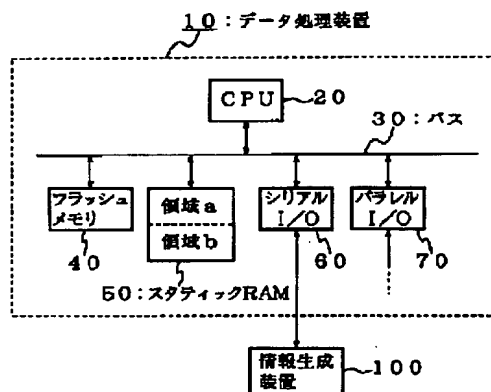 10:データ処理装置
CPU
20
30:バス
フラッシュ
メモリ
40
領域a
領域b
50:スタティックRAM
シリアル
I/O
60
パラレル
I/O
70
情報生成
装置
100